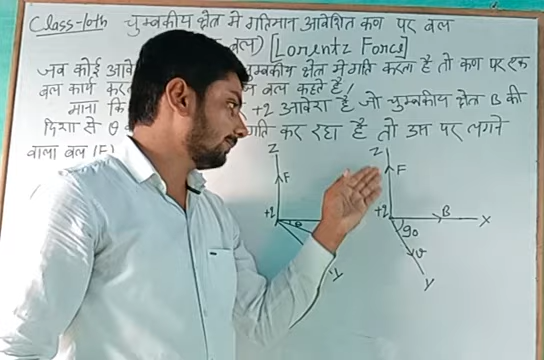 Class-10th चुम्बकीय क्षेत्र में गतिमान आवेशित कण पर बल
बल) [Lorentz Force]
जब कोई आवे चुम्बकीय क्षेत्र में गति करता है तो कण पर एक
बल कार्य कर बल कहते है!
माना कि +2 आवेश है जो चुम्बकीय क्षेत्र B की
दिशा से θ गति कर रहा है तो उस पर लगने
वाला बल (F)
Z Z
F F
+2 θ +2 B X
90
v
Y Y